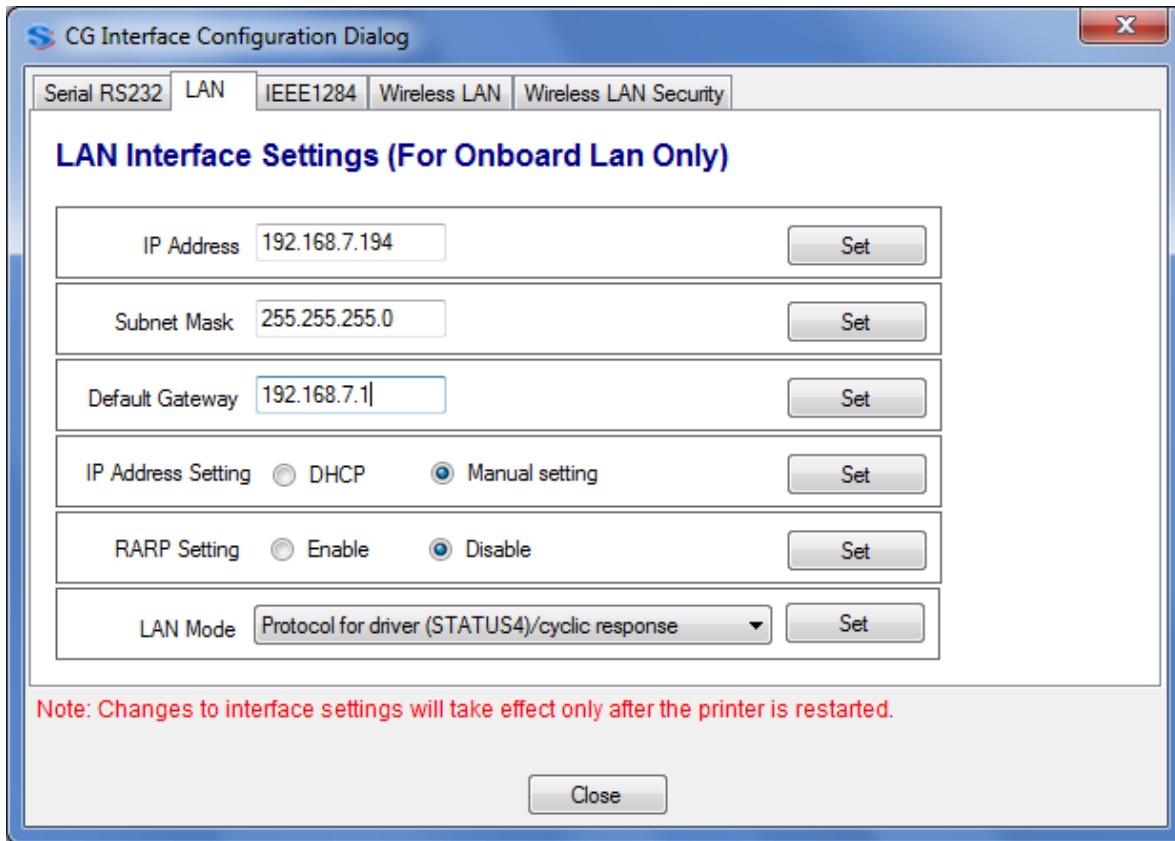 CG Interface Configuration Dialog
Serial RS232 LAN IEEE1284 Wireless LAN Wireless LAN Security
LAN Interface Settings (For Onboard Lan Only)
IP Address 192.168.7.194 Set
Subnet Mask 255.255.255.0 Set
Default Gateway 192.168.7.1 Set
IP Address Setting DHCP Manual setting Set
RARP Setting Enable Disable Set
LAN Mode Protocol for driver (STATUS4)/cyclic response Set
Note: Changes to interface settings will take effect only after the printer is restarted.
Close